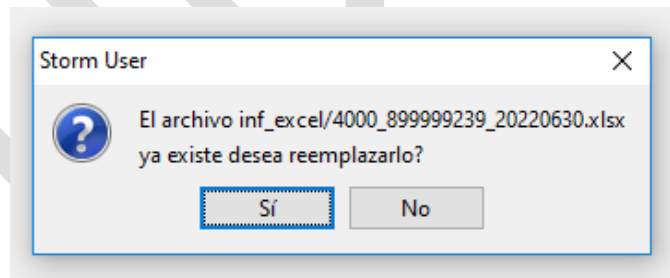 Storm User
El archivo inf_excel/4000_899999239_20220630.xlsx
ya existe desea reemplazarlo?
Sí
No